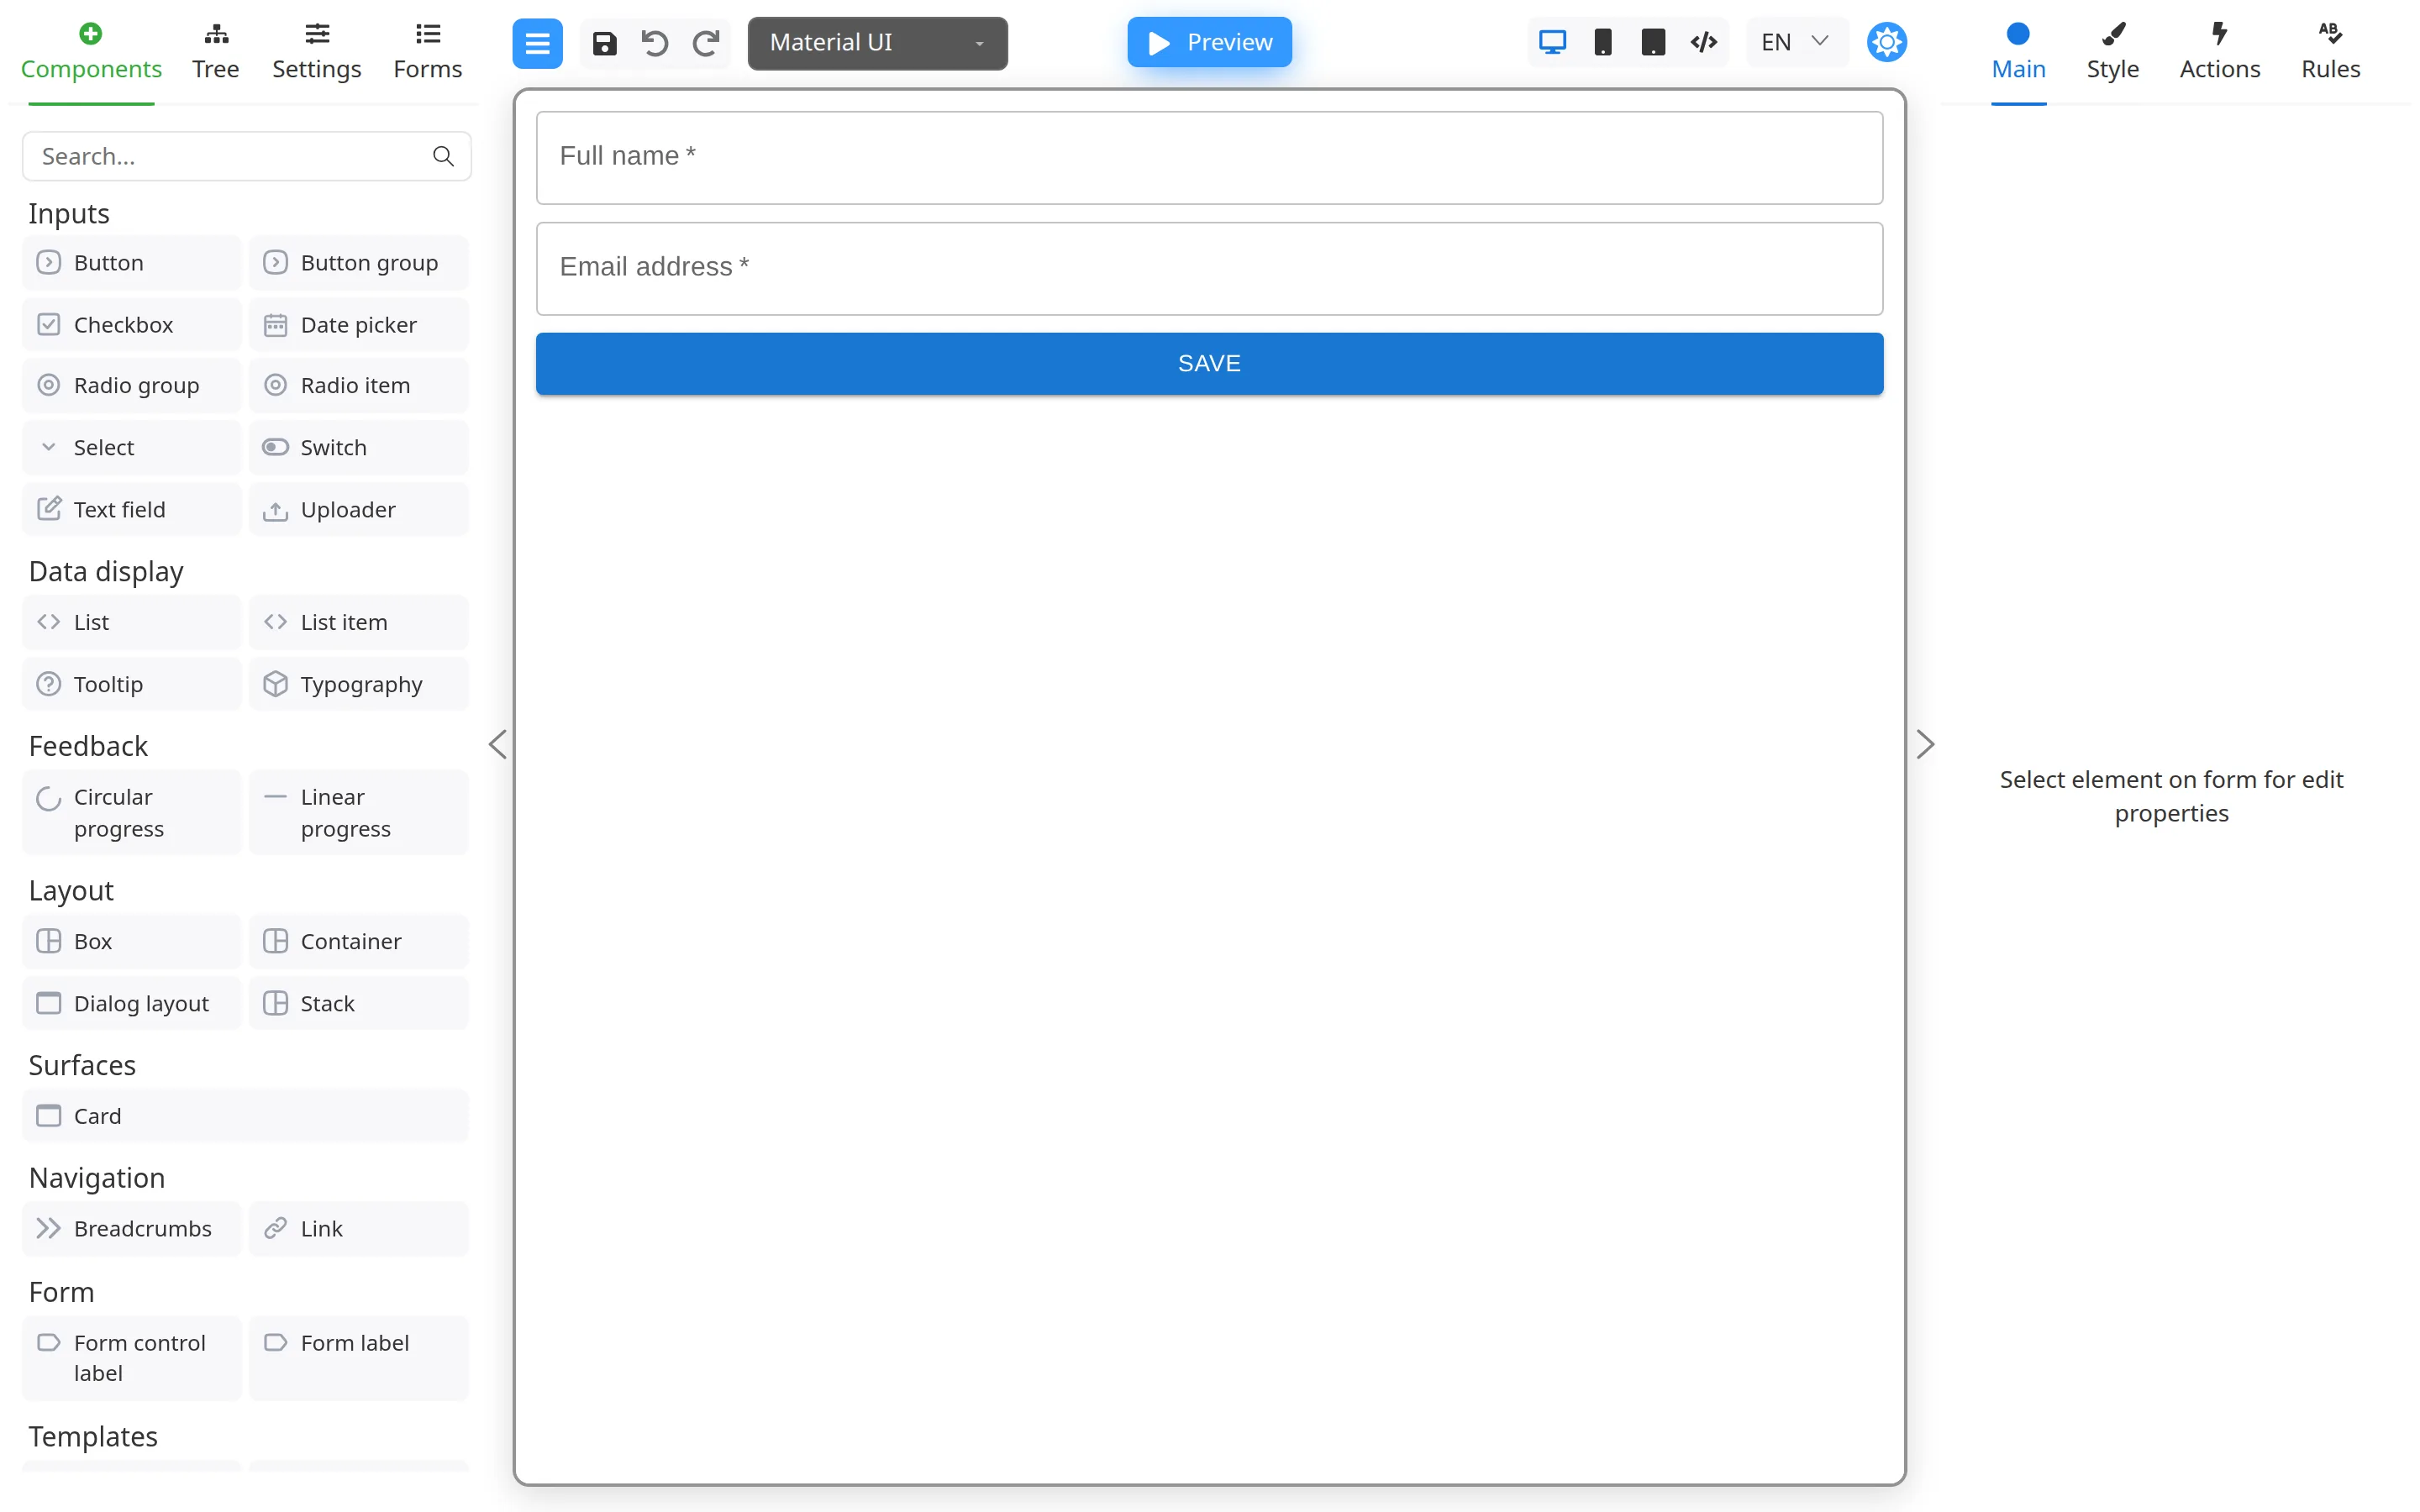 Components
Tree
Settings
Forms
Material UI
Preview
EN
Main
Style
Actions
AB
Rules
Search...
Inputs
Button
Button group
Checkbox
Date picker
Radio group
Radio item
Select
Switch
Text field
Uploader
Data display
List
List item
Tooltip
Typography
Feedback
Circular
progress
Linear
progress
Layout
Box
Container
Dialog layout
Stack
Surfaces
Card
Navigation
Breadcrumbs
Link
Form
Form control
label
Form label
Templates
Full name *
Email address *
SAVE
Select element on form for edit
properties